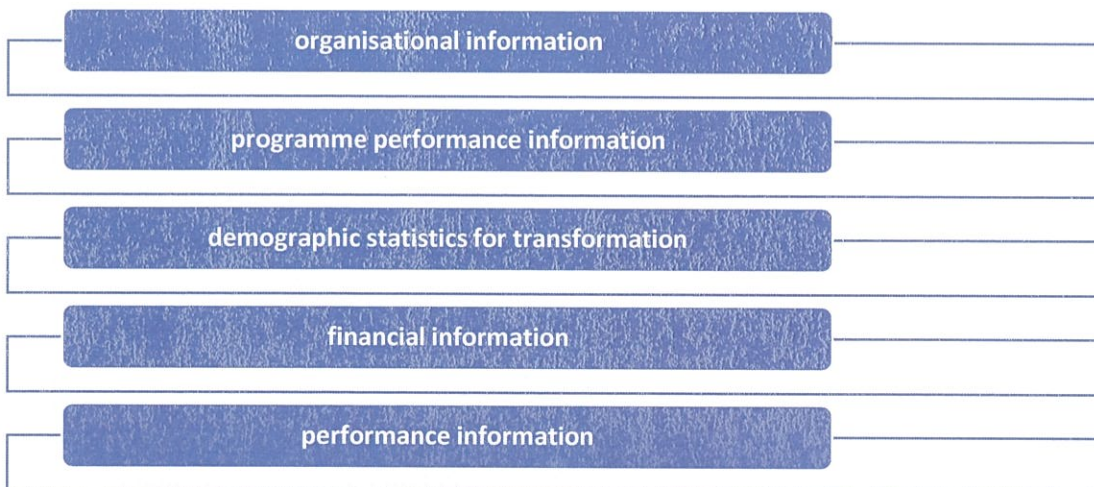 organisational information
programme performance information
demographic statistics for transformation
financial information
performance information